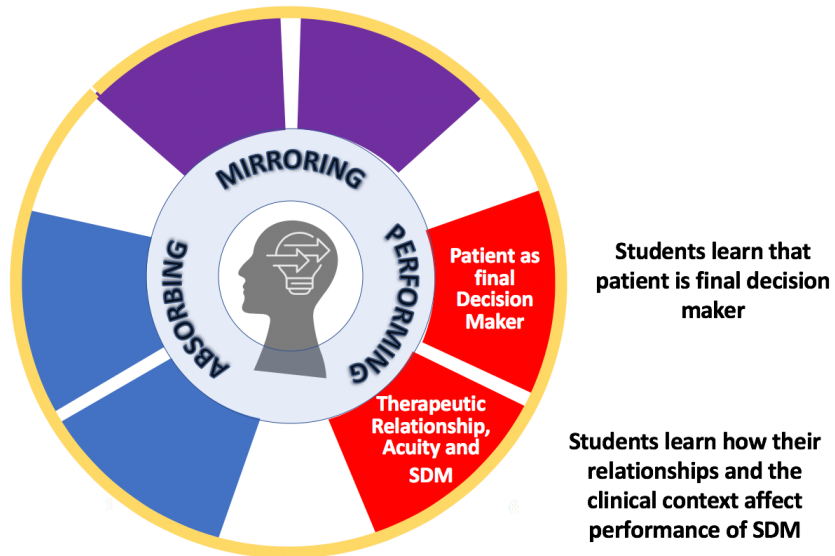 MIRRORING
PERFORMING
ABSORBING
Patient as
final
Decision
Maker
Therapeutic
Relationship,
Acuity and
SDM
Students learn that
patient is final decision
maker
Students learn how their
relationships and the
clinical context affect
performance of SDM